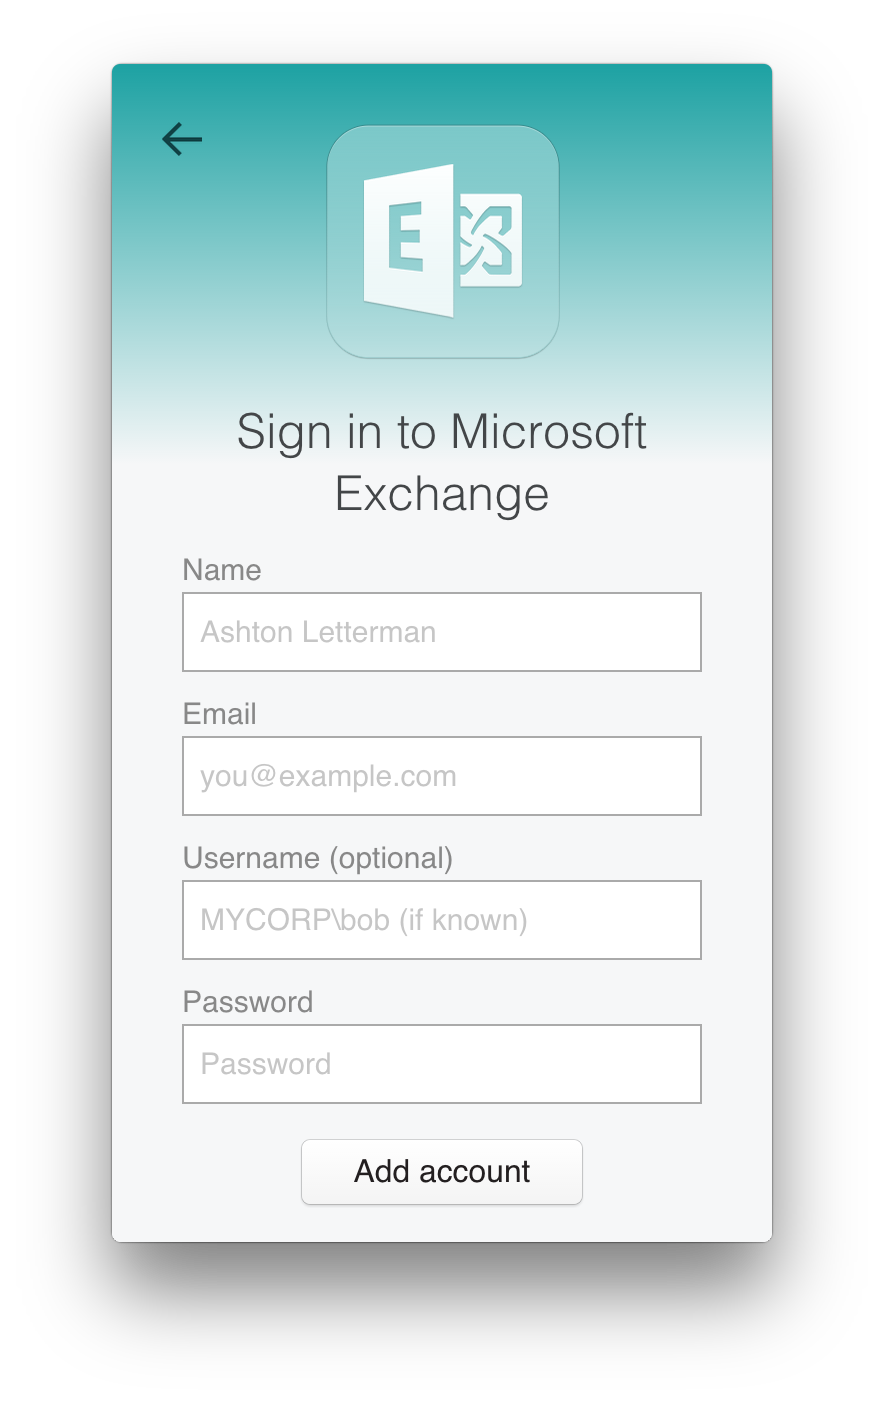 E
Sign in to Microsoft
Exchange
Name
Ashton Letterman
Email
you@example.com
Username (optional)
MYCORP\bob (if known)
Password
Password
Add account